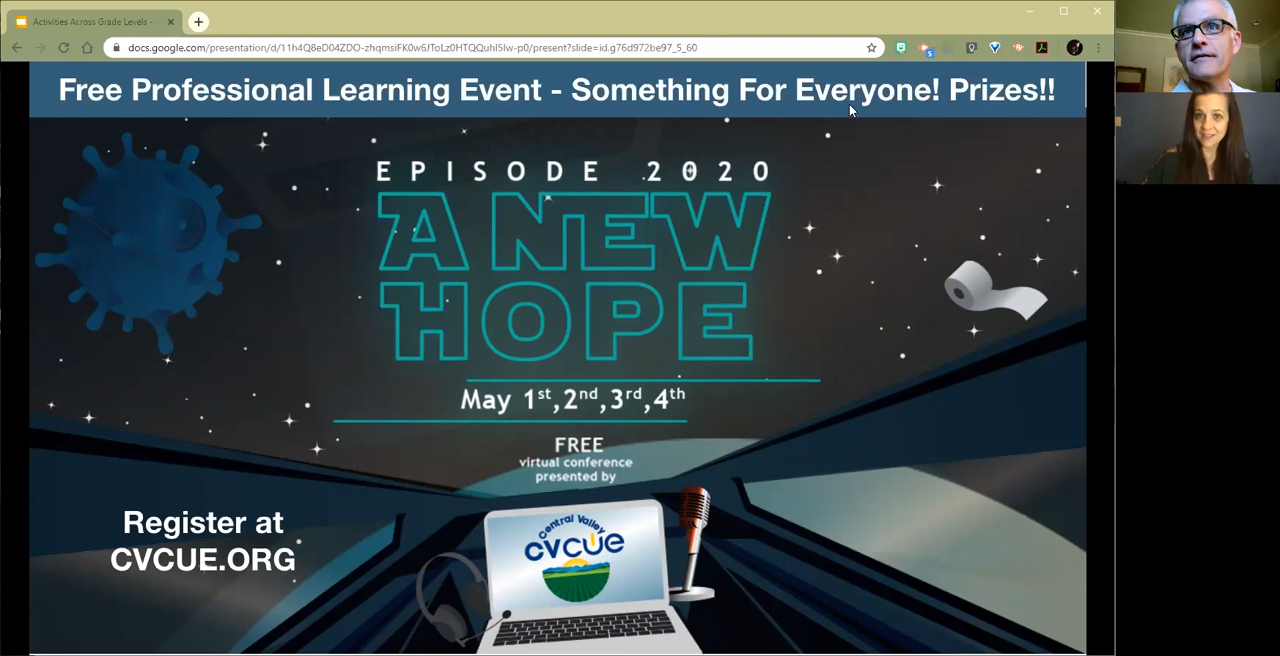 Activities Across Grade Levels -
docs.google.com/presentation/d/11h4Q8eD04ZDO-zhqmsiFK0w6JToLz0HTQQuhI5Iw-p0/present?slide=id.g76d972be97_5_60
5
Free Professional Learning Event - Something For Everyone! Prizes!!
EPISODE 2020
A NEW
HOPE
May 1st,2nd,3rd,4th
FREE
virtual conference
presented by
Register at
CVCUE.ORG
Central Valley
CVCUE